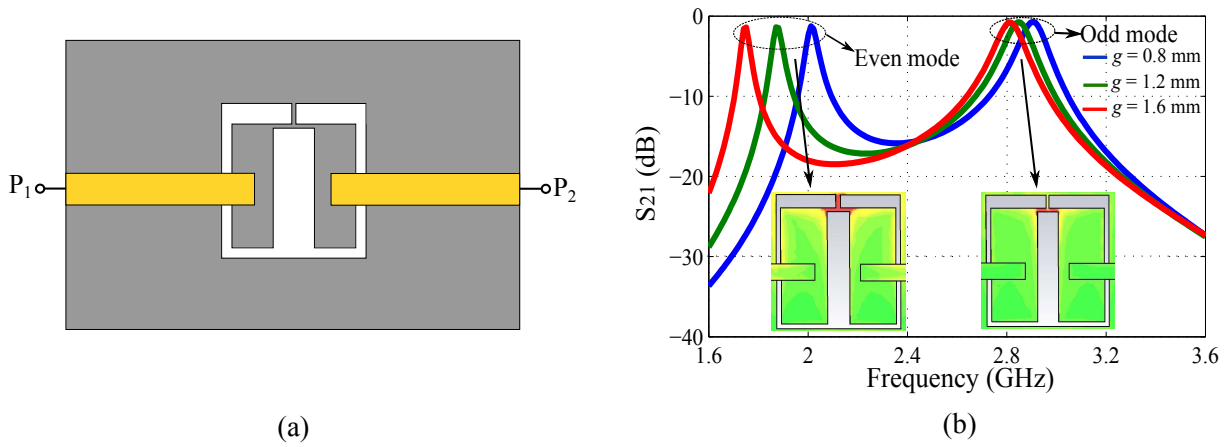 P1
P2
(a)
S21 (dB)
0
−10
−20
−30
−40
1.6
2
2.4
2.8
3.2
3.6
Frequency (GHz)
Even mode
Odd mode
g = 0.8 mm
g = 1.2 mm
g = 1.6 mm
(b)